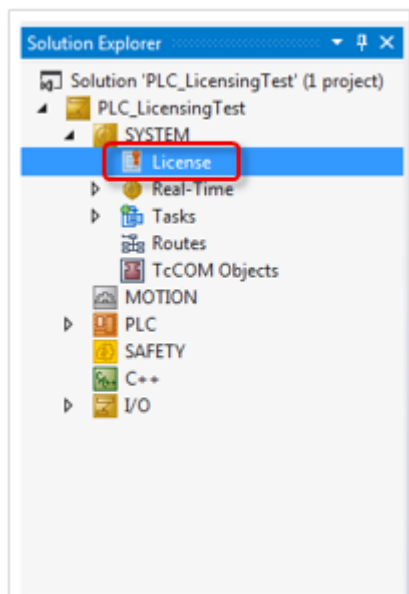 Solution Explorer
Solution 'PLC_LicensingTest' (1 project)
PLC_LicensingTest
SYSTEM
License
Real-Time
Tasks
Routes
TcCOM Objects
MOTION
PLC
SAFETY
C++
I/O